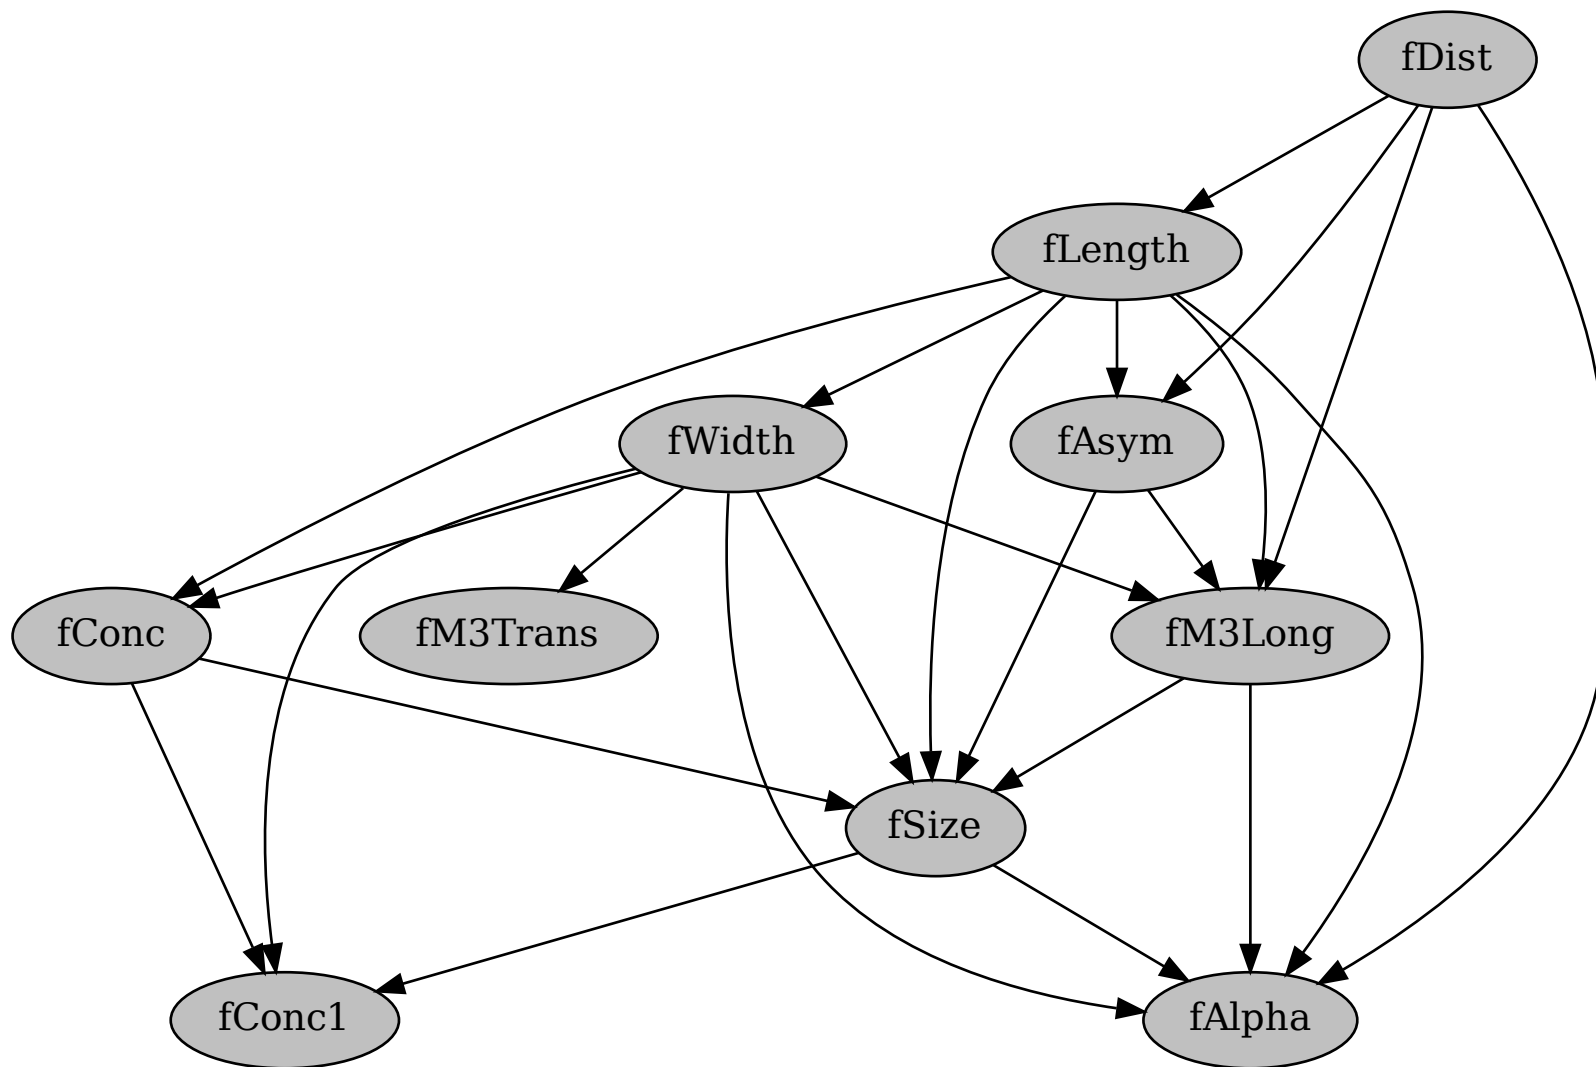 fDist
fLength
fWidth
fAsym
fConc
fM3Trans
fM3Long
fSize
fConc1
fAlpha